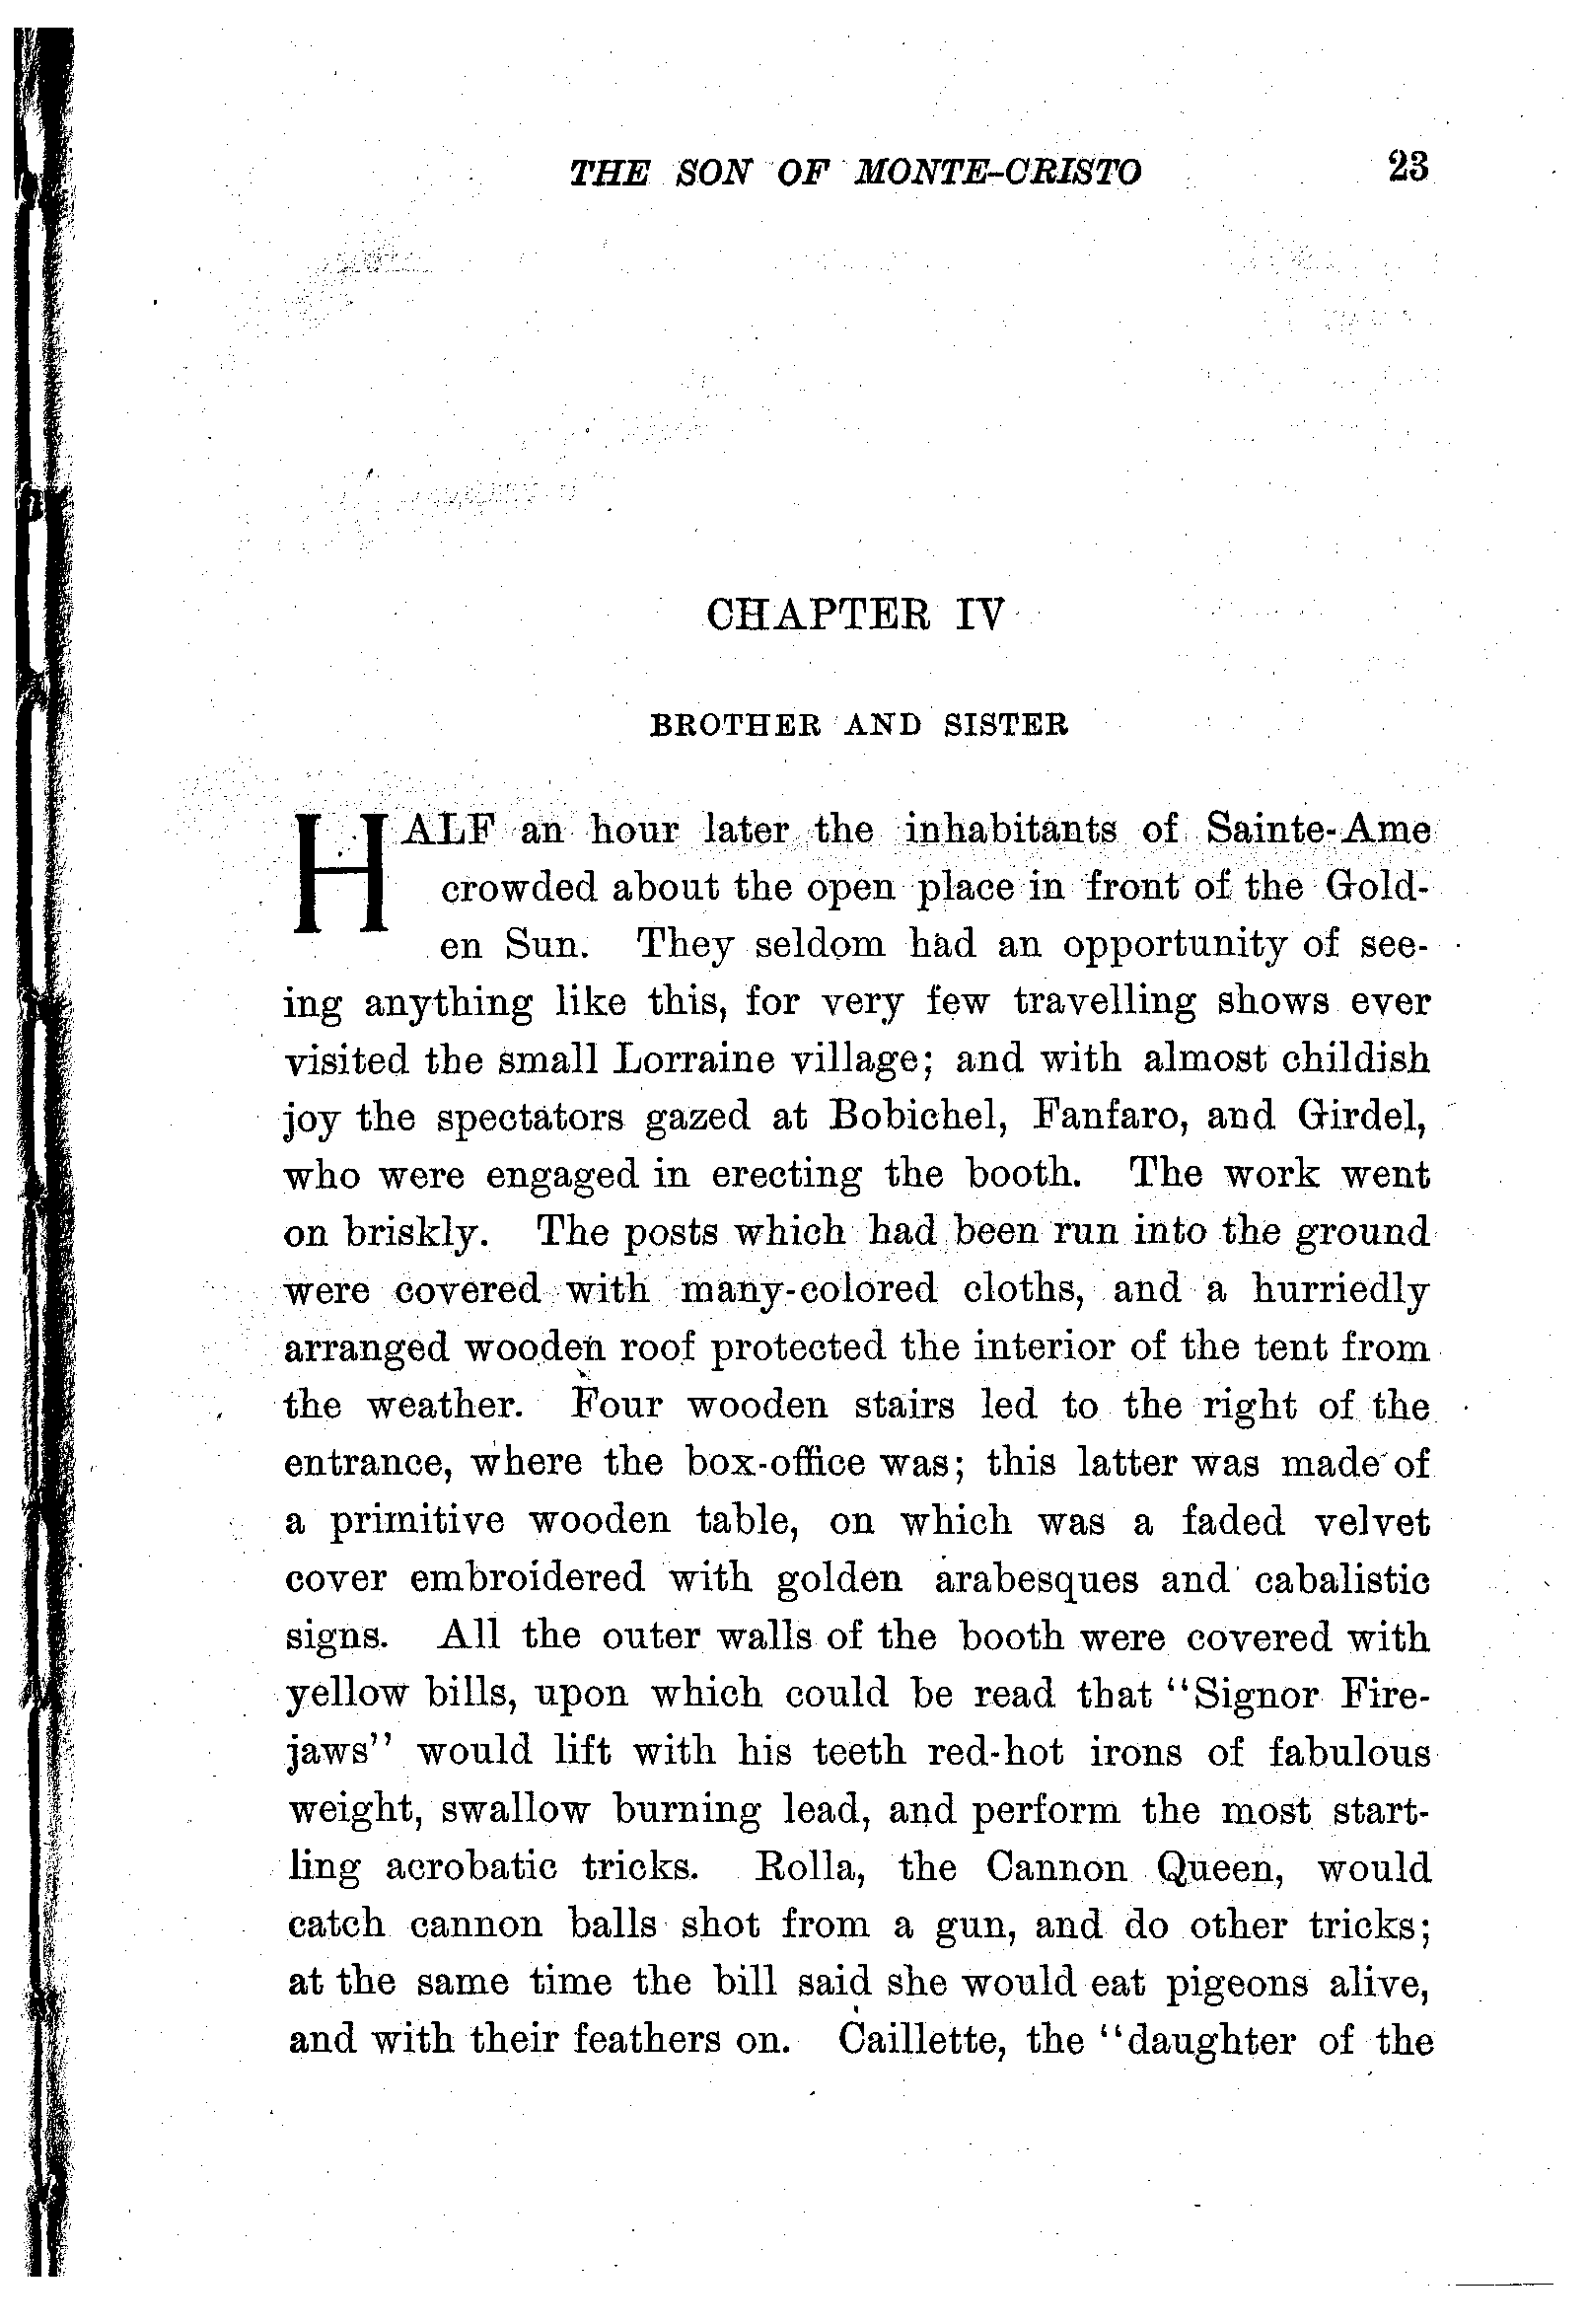 THE SON OF MONTE-CRISTO 23
CHAPTER IV
BROTHER AND SISTER
HALF an hour later the inhabitants of Sainte-Ame
crowded about the open place in front of the Gold-
en Sun. They seldom had an opportunity of see-
ing anything like this, for very few travelling shows ever
visited the small Lorraine village; and with almost childish
joy the spectators gazed at Bobichel, Fanfaro, and Girdel,
who were engaged in erecting the booth. The work went
on briskly. The posts which had been run into the ground
were covered with many-colored cloths, and a hurriedly
arranged wooden roof protected the interior of the tent from
the weather. Four wooden stairs led to the right of the
entrance, where the box-office was; this latter was made of
a primitive wooden table, on which was a faded velvet
cover embroidered with golden arabesques and cabalistic
signs. All the outer walls of the booth were covered with
yellow bills, upon which could be read that "Signor Fire-
jaws" would lift with his teeth red-hot irons of fabulous
weight, swallow burning lead, and perform the most start-
ling acrobatic tricks. Rolla, the Cannon Queen, would
catch cannon balls shot from a gun, and do other tricks;
at the same time the bill said she would eat pigeons alive,
and with their feathers on. Caillette, the "daughter of the